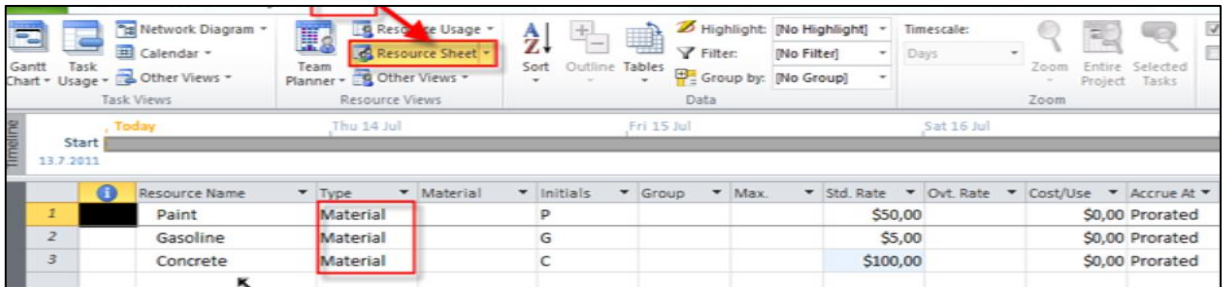 Network Diagram Resource Usage Highlight: [No Highlight] Timescale:
Calendar Resource Sheet Filter: [No Filter] Days
Gantt Chart Task Usage Other Views Team Planner Other Views Sort Outline Tables Group by: [No Group] Zoom Entire Project Selected Tasks
Task Views Resource Views Data Zoom
Timeline
Today Thu 14 Jul Fri 15 Jul Sat 16 Jul
Start
13.7.2011
Resource Name Type Material Initials Group Max. Std. Rate Ovt. Rate Cost/Use Accrue At
1 Paint Material P $50,00 $0,00 Prorated
2 Gasoline Material G $5,00 $0,00 Prorated
3 Concrete Material C $100,00 $0,00 Prorated